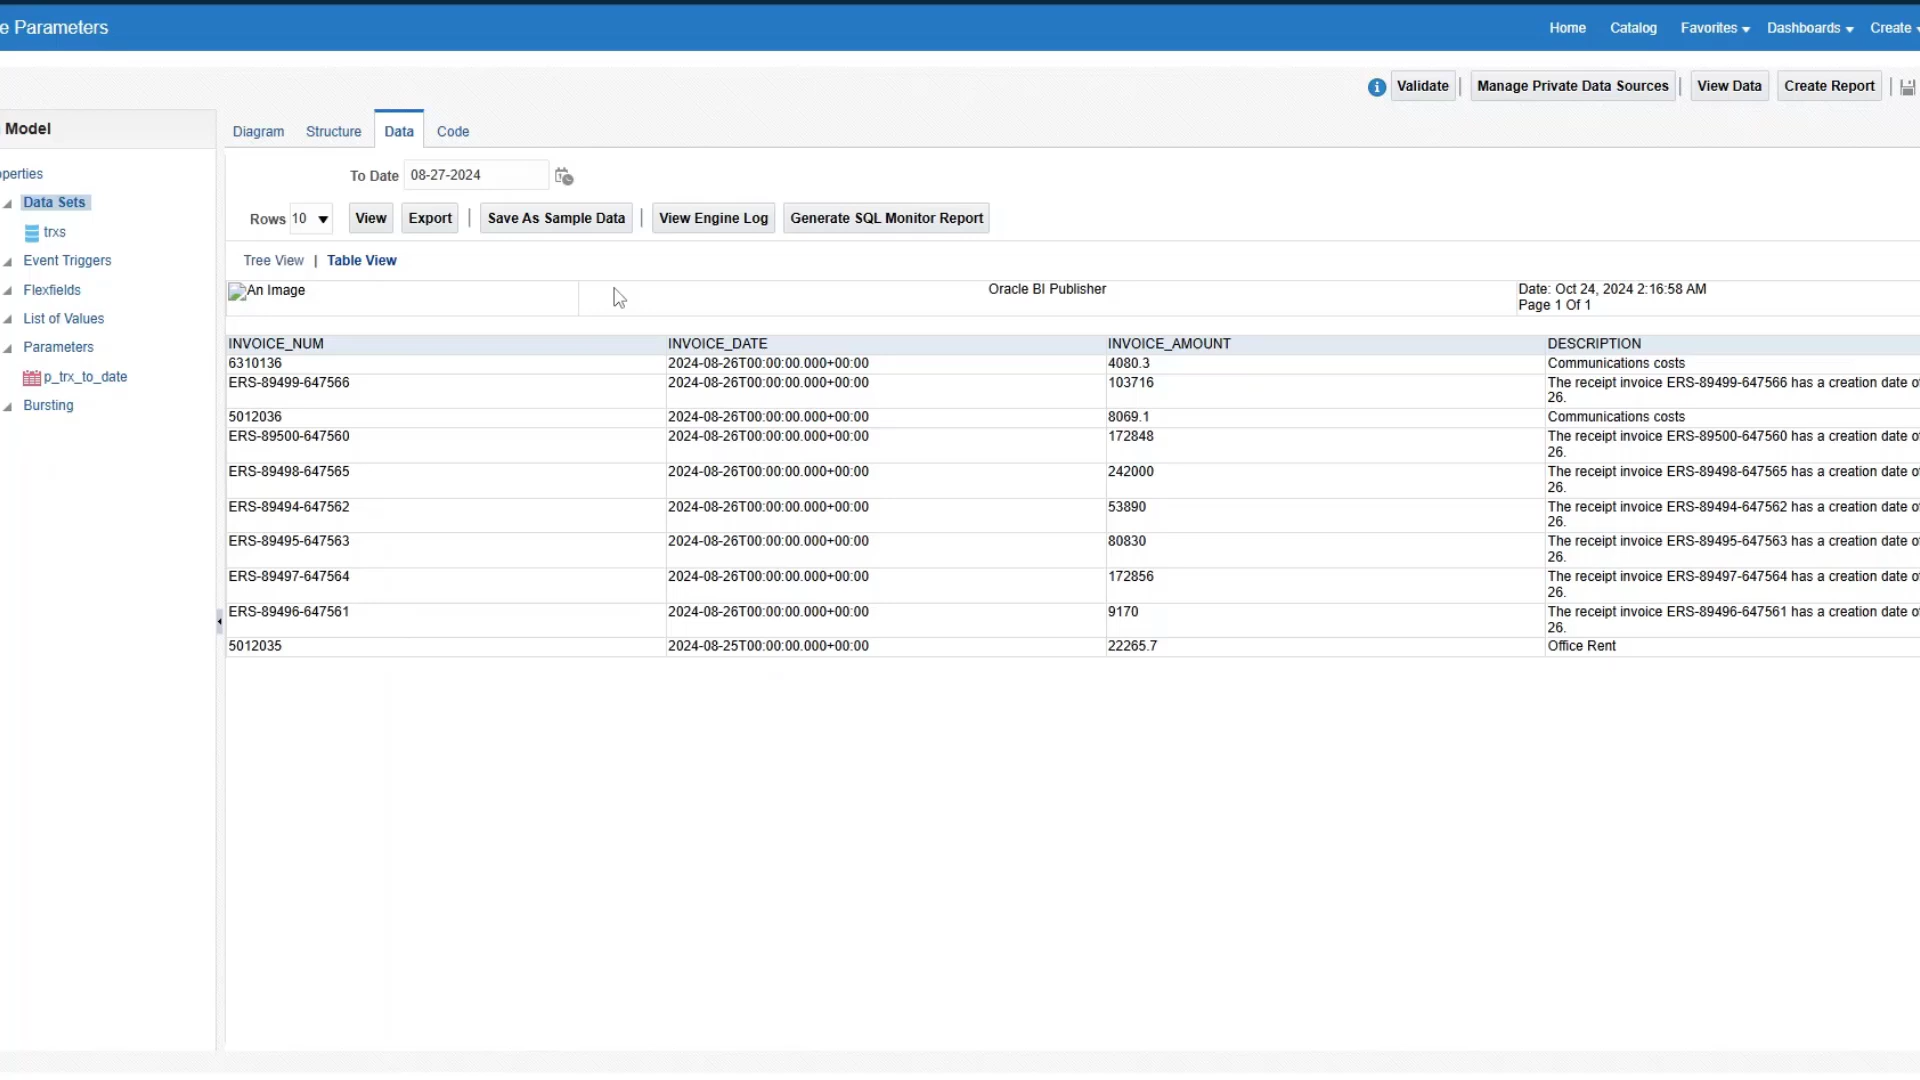 e Parameters
Home Catalog Favorites Dashboards Create
Validate | Manage Private Data Sources | View Data Create Report |
Model
Diagram Structure Data Code
perties
Data Sets
trxs
Event Triggers
Flexfields
List of Values
Parameters
p_trx_to_date
Bursting
To Date 08-27-2024
Rows 10 View Export | Save As Sample Data | View Engine Log Generate SQL Monitor Report
Tree View | Table View
An Image
Oracle BI Publisher
Date: Oct 24, 2024 2:16:58 AM
Page 1 Of 1
INVOICE_NUM INVOICE_DATE INVOICE_AMOUNT DESCRIPTION
6310136 2024-08-26T00:00:00.000+00:00 4080.3 Communications costs
ERS-89499-647566 2024-08-26T00:00:00.000+00:00 103716 The receipt invoice ERS-89499-647566 has a creation date of
26.
5012036 2024-08-26T00:00:00.000+00:00 8069.1 Communications costs
ERS-89500-647560 2024-08-26T00:00:00.000+00:00 172848 The receipt invoice ERS-89500-647560 has a creation date of
26.
ERS-89498-647565 2024-08-26T00:00:00.000+00:00 242000 The receipt invoice ERS-89498-647565 has a creation date of
26.
ERS-89494-647562 2024-08-26T00:00:00.000+00:00 53890 The receipt invoice ERS-89494-647562 has a creation date of
26.
ERS-89495-647563 2024-08-26T00:00:00.000+00:00 80830 The receipt invoice ERS-89495-647563 has a creation date of
26.
ERS-89497-647564 2024-08-26T00:00:00.000+00:00 172856 The receipt invoice ERS-89497-647564 has a creation date of
26.
ERS-89496-647561 2024-08-26T00:00:00.000+00:00 9170 The receipt invoice ERS-89496-647561 has a creation date of
26.
5012035 2024-08-25T00:00:00.000+00:00 22265.7 Office Rent